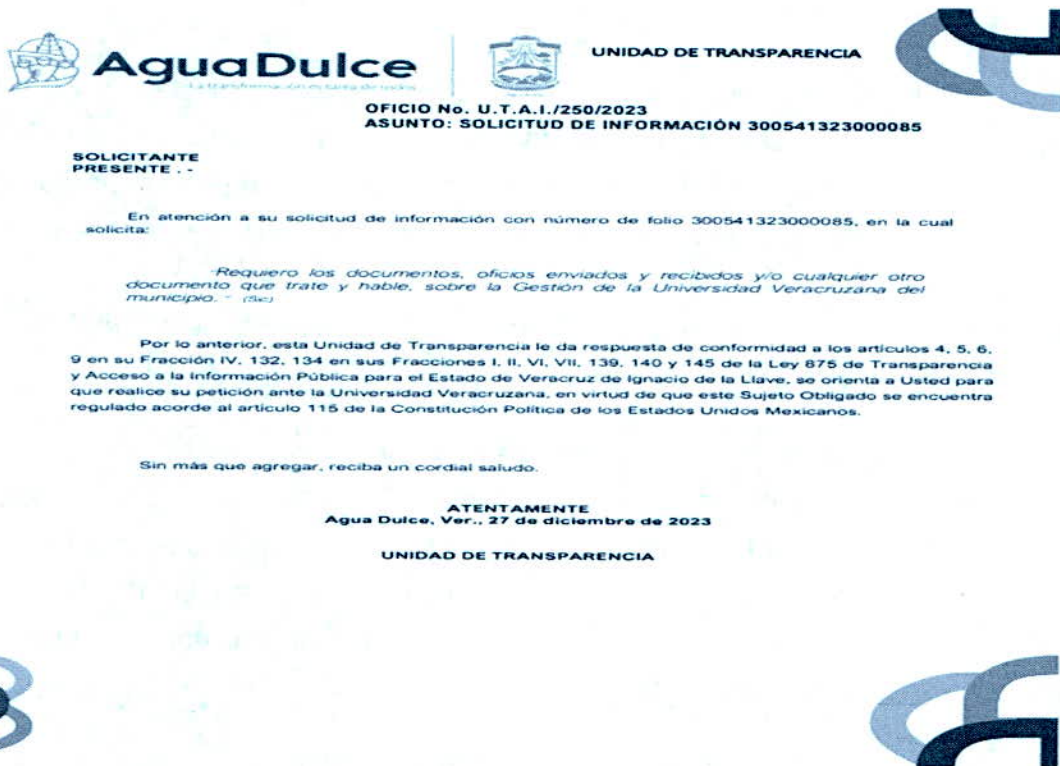 AguaDulce
La transformación es tarea de todos
UNIDAD DE TRANSPARENCIA
OFICIO No. U.T.A.I./250/2023
ASUNTO: SOLICITUD DE INFORMACIÓN 300541323000085
SOLICITANTE
PRESENTE . -
En atención a su solicitud de información con número de folio 300541323000085, en la cual
solicita:
"Requiero los documentos, oficios enviados y recibidos y/o cualquier otro
documento que trate y hable, sobre la Gestión de la Universidad Veracruzana del
municipio. " (Sic)
Por lo anterior, esta Unidad de Transparencia le da respuesta de conformidad a los artículos 4, 5, 6,
9 en su Fracción IV, 132, 134 en sus Fracciones I, II, VI, VII, 139, 140 y 145 de la Ley 875 de Transparencia
y Acceso a la Información Pública para el Estado de Veracruz de Ignacio de la Llave, se orienta a Usted para
que realice su petición ante la Universidad Veracruzana, en virtud de que este Sujeto Obligado se encuentra
regulado acorde al artículo 115 de la Constitución Política de los Estados Unidos Mexicanos.
Sin más que agregar, reciba un cordial saludo.
ATENTAMENTE
Agua Dulce, Ver., 27 de diciembre de 2023
UNIDAD DE TRANSPARENCIA